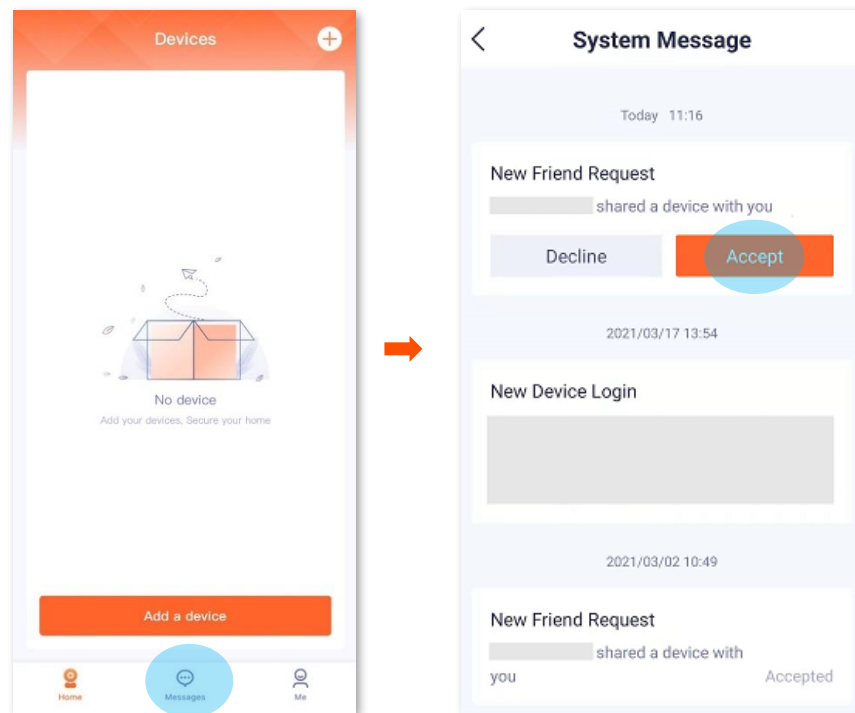 Devices
No device
Add your devices, Secure your home
Add a device
Home
Messages
Me
System Message
Today 11:16
New Friend Request
shared a device with you
Decline
Accept
2021/03/17 13:54
New Device Login
2021/03/02 10:49
New Friend Request
shared a device with
you
Accepted